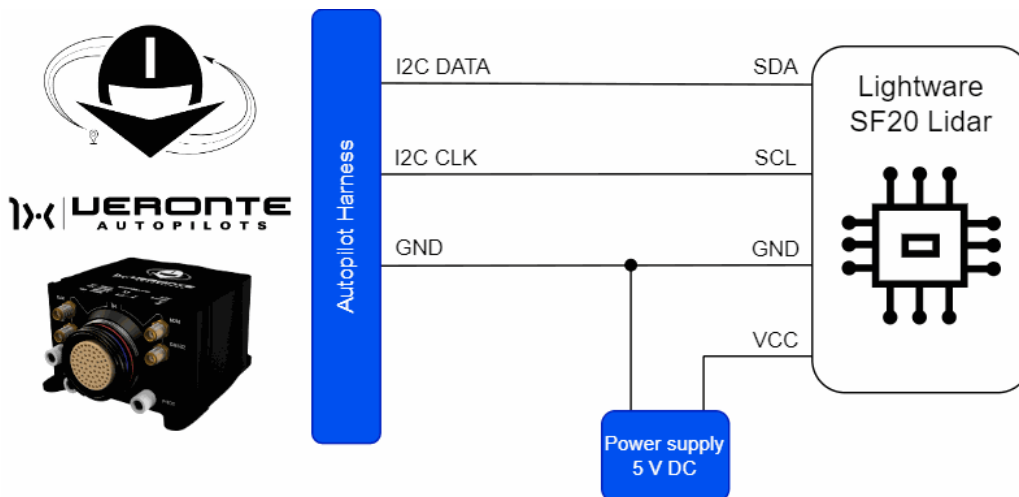 I2C DATA
SDA
Lightware
SF20 Lidar
I2C CLK
SCL
VERONTE
AUTOPILOTS
Autopilot Harness
GND
GND
VCC
Power supply
5 V DC